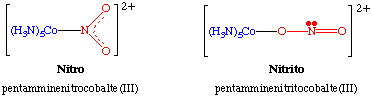 2+ 2+
O
(H₃N)₅Co N (H₃N)₅Co O N O
O
Nitro Nitrito
pentamminenitrocobalte(III) pentamminenitritocobalte(III)